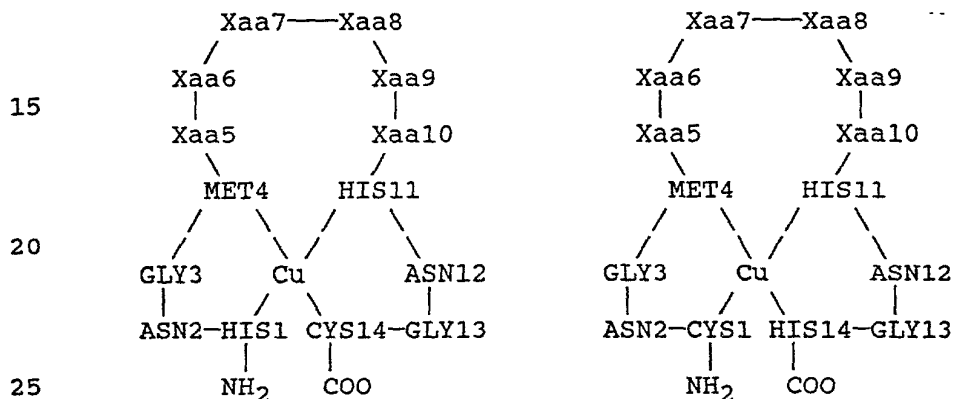 Xaa7 Xaa8 Xaa7 Xaa8
Xaa6 Xaa9 Xaa6 Xaa9
15
Xaa5 Xaa10 Xaa5 Xaa10
MET4 HIS11 MET4 HIS11
20
GLY3 Cu ASN12 GLY3 Cu ASN12
ASN2-HIS1 CYS14-GLY13 ASN2-CYS1 HIS14-GLY13
25 NH2 COO NH2 COO